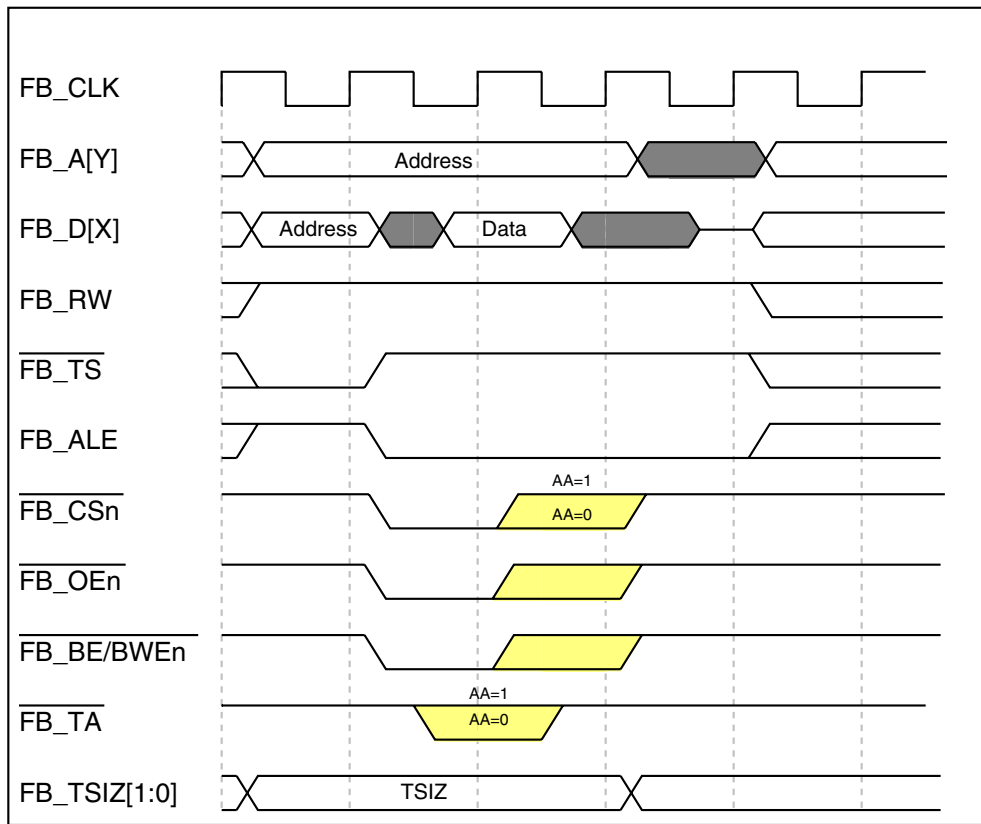 FB_CLK
FB_A[Y]
Address
FB_D[X]
Address
Data
FB_RW
FB_TS
FB_ALE
AA=1
FB_CSn
AA=0
FB_OEn
FB_BE/BWEn
AA=1
FB_TA
AA=0
FB_TSIZ[1:0]
TSIZ